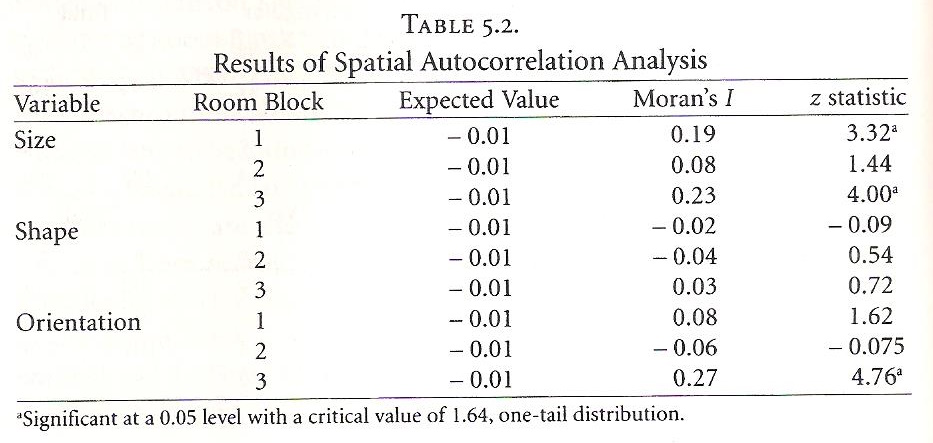 TABLE 5.2.
Results of Spatial Autocorrelation Analysis
Variable Room Block Expected Value Moran's I z statistic
Size 1 – 0.01 0.19 3.32ª
2 – 0.01 0.08 1.44
3 – 0.01 0.23 4.00ª
Shape 1 – 0.01 – 0.02 – 0.09
2 – 0.01 – 0.04 0.54
3 – 0.01 0.03 0.72
Orientation 1 – 0.01 0.08 1.62
2 – 0.01 – 0.06 – 0.075
3 – 0.01 0.27 4.76ª
ªSignificant at a 0.05 level with a critical value of 1.64, one-tail distribution.